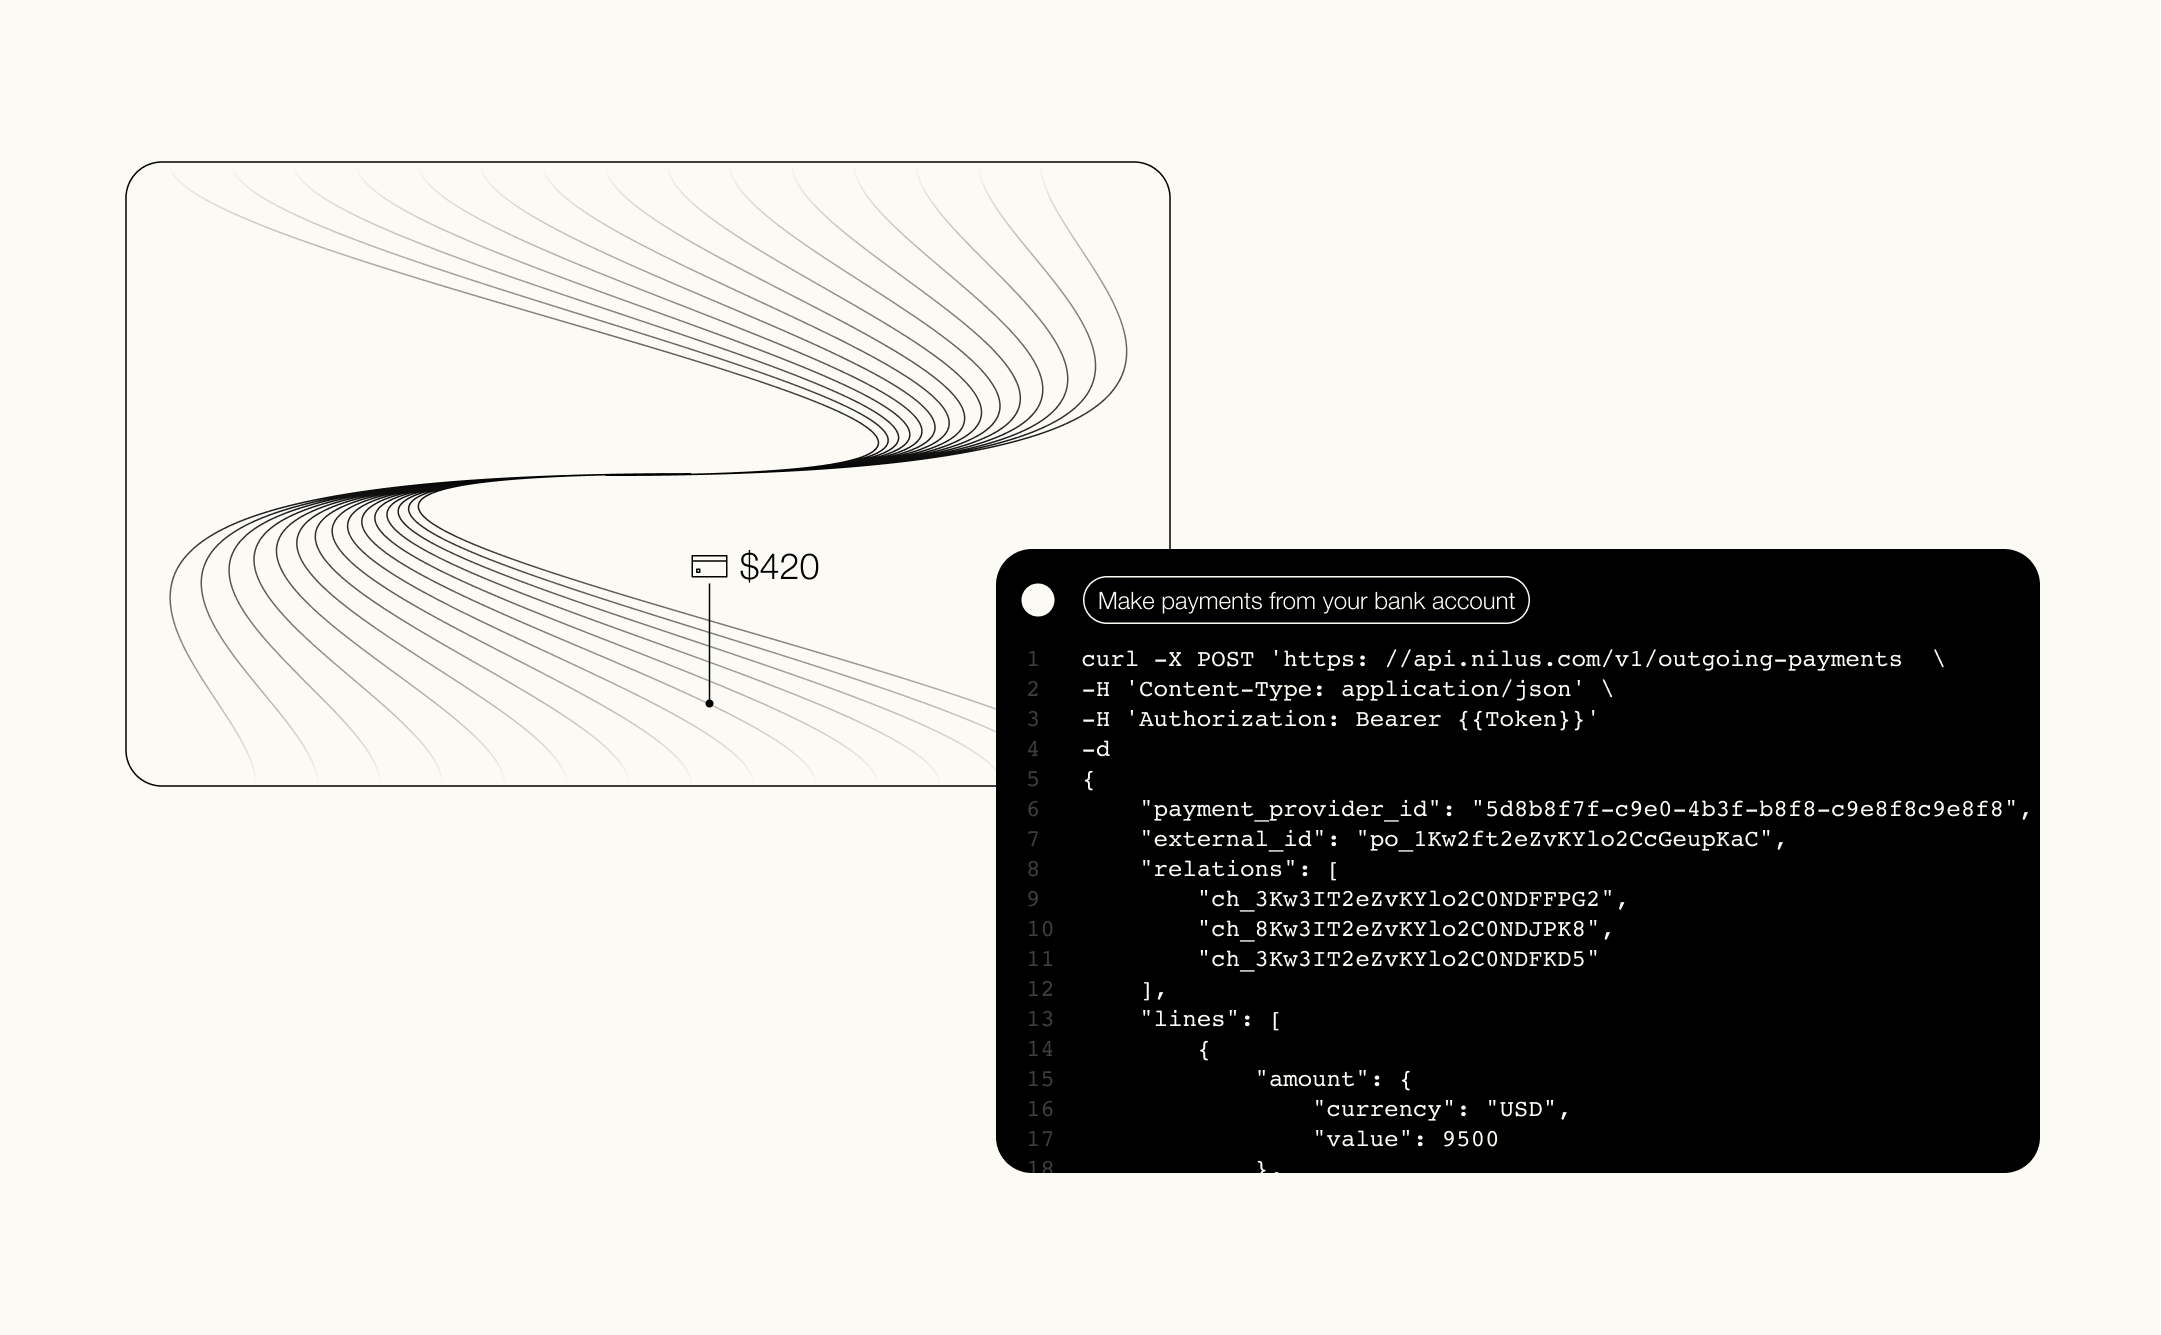 $420
Make payments from your bank account
1 curl -X POST 'https: //api.nilus.com/v1/outgoing-payments  \
2 -H 'Content-Type: application/json' \
3 -H 'Authorization: Bearer {{Token}}'
4 -d
5 {
6     "payment_provider_id": "5d8b8f7f-c9e0-4b3f-b8f8-c9e8f8c9e8f8",
7     "external_id": "po_1Kw2ft2eZvKYlo2CcGeupKaC",
8     "relations": [
9         "ch_3Kw3IT2eZvKYlo2C0NDFFPG2",
10         "ch_8Kw3IT2eZvKYlo2C0NDJPK8",
11         "ch_3Kw3IT2eZvKYlo2C0NDFKD5"
12     ],
13     "lines": [
14         {
15             "amount": {
16                 "currency": "USD",
17                 "value": 9500
18             },